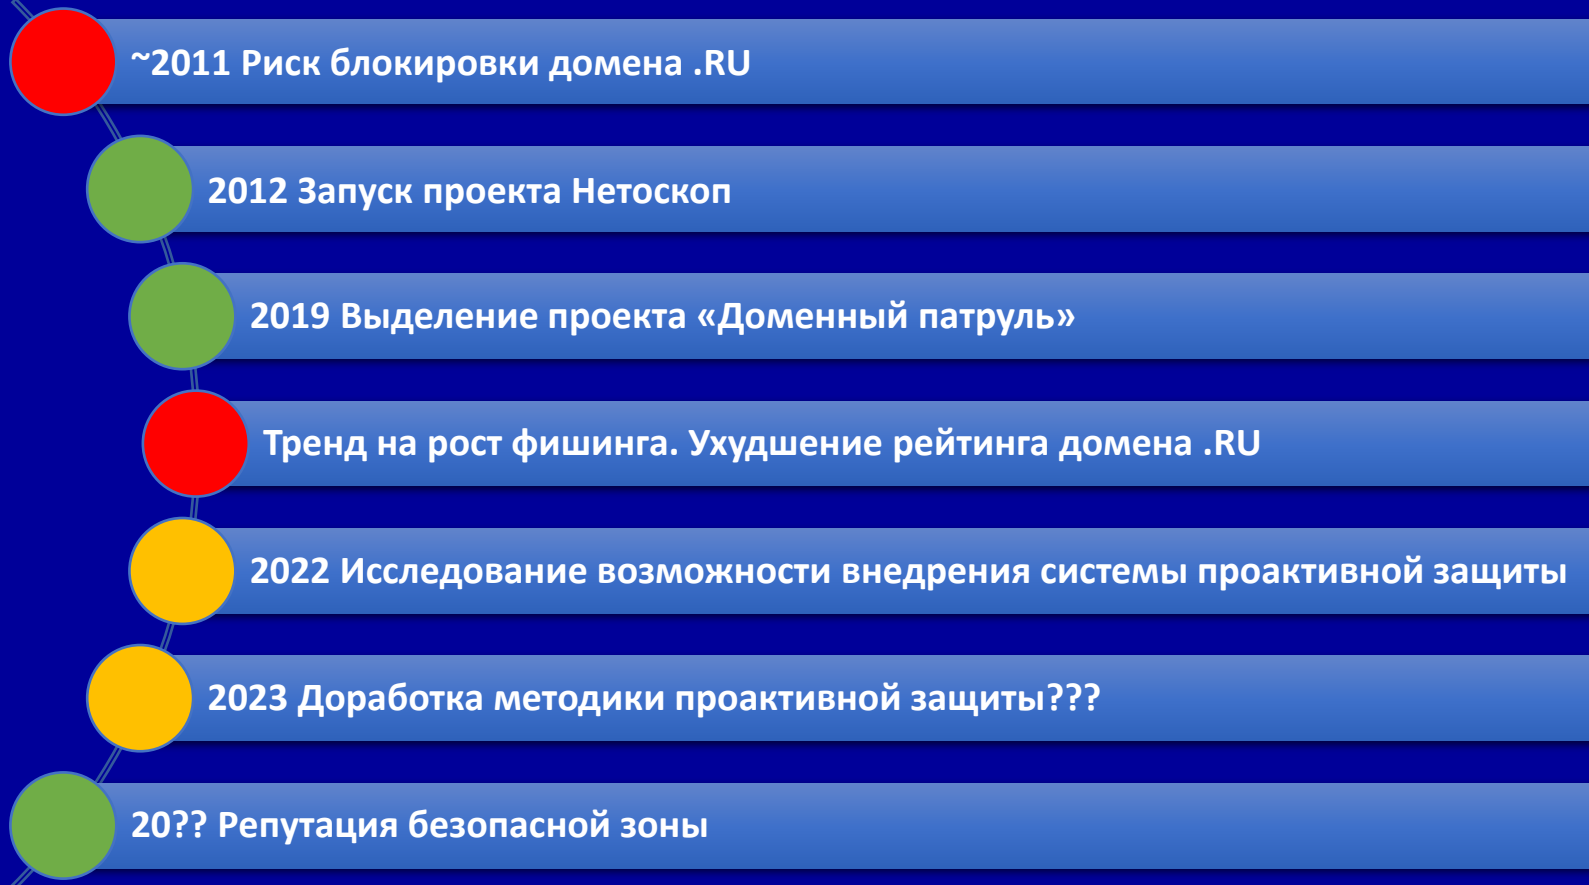 ~2011 Риск блокировки домена .RU
2012 Запуск проекта Нетоскоп
2019 Выделение проекта «Доменный патруль»
Тренд на рост фишинга. Ухудшение рейтинга домена .RU
2022 Исследование возможности внедрения системы проактивной защиты
2023 Доработка методики проактивной защиты???
20?? Репутация безопасной зоны